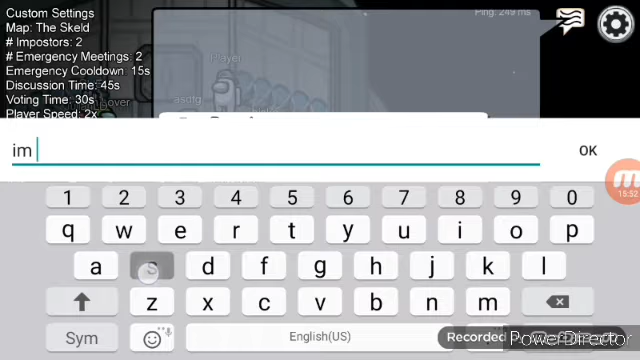 Custom Settings
Map: The Skeld
# Impostors: 2
# Emergency Meetings: 2
Emergency Cooldown: 15s
Discussion Time: 45s
Voting Time: 30s
Player Speed: 2x
Ping: 249 ms
Player
asdfg
im
OK
15:52
1 2 3 4 5 6 7 8 9 0
q w e r t y u i o p
a s d f g h j k l
z x c v b n m
Sym
English(US)
Recorded
PowerDirector